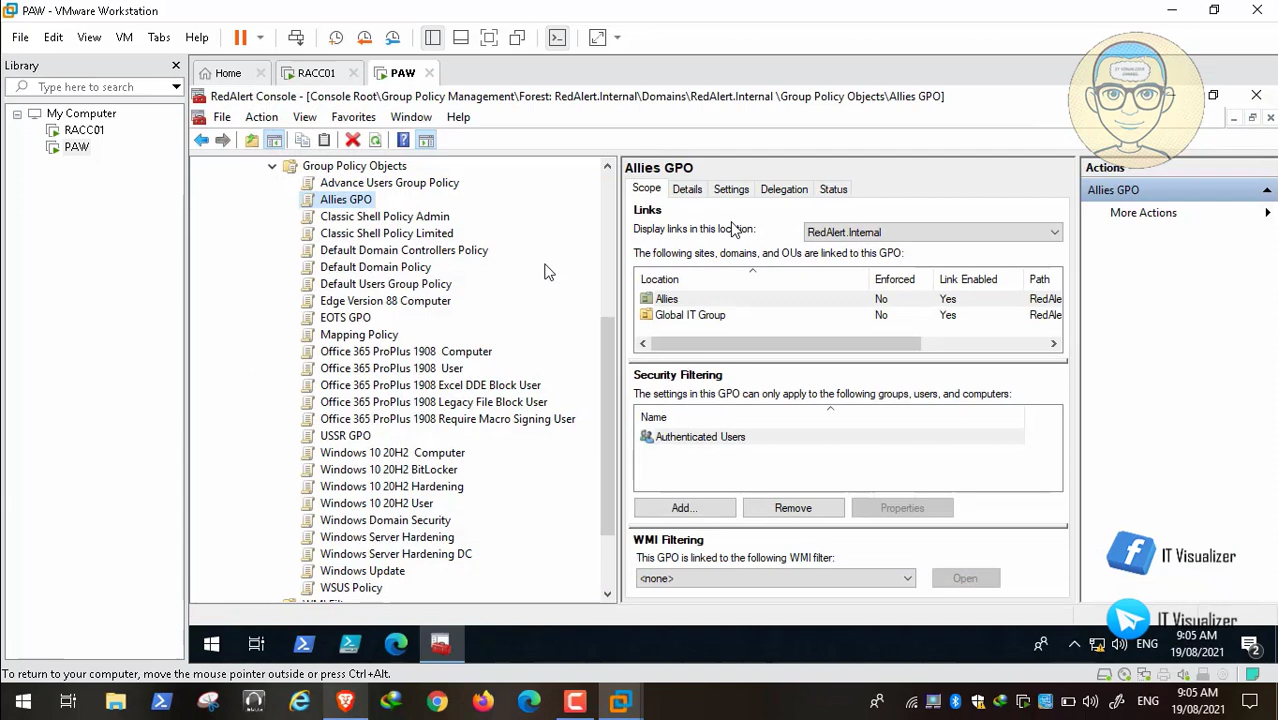 PAW - VMware Workstation
File Edit View VM Tabs Help
Library
Type here to search
My Computer
RACC01
PAW
Home
RACC01
PAW
RedAlert Console - [Console Root\Group Policy Management\Forest: RedAlert.Internal\Domains\RedAlert.Internal \Group Policy Objects\Allies GPO]
File Action View Favorites Window Help
IT VISUALIZER
CHANNEL
Group Policy Objects
Advance Users Group Policy
Allies GPO
Classic Shell Policy Admin
Classic Shell Policy Limited
Default Domain Controllers Policy
Default Domain Policy
Default Users Group Policy
Edge Version 88 Computer
EOTS GPO
Mapping Policy
Office 365 ProPlus 1908 Computer
Office 365 ProPlus 1908 User
Office 365 ProPlus 1908 Excel DDE Block User
Office 365 ProPlus 1908 Legacy File Block User
Office 365 ProPlus 1908 Require Macro Signing User
USSR GPO
Windows 10 20H2 Computer
Windows 10 20H2 BitLocker
Windows 10 20H2 Hardening
Windows 10 20H2 User
Windows Domain Security
Windows Server Hardening
Windows Server Hardening DC
Windows Update
WSUS Policy
Allies GPO
Scope Details Settings Delegation Status
Links
Display links in this location: RedAlert.Internal
The following sites, domains, and OUs are linked to this GPO:
Location Enforced Link Enabled Path
Allies No Yes RedAle
Global IT Group No Yes RedAle
Security Filtering
The settings in this GPO can only apply to the following groups, users, and computers:
Name
Authenticated Users
Add... Remove Properties
WMI Filtering
This GPO is linked to the following WMI filter:
<none> Open
Actions
Allies GPO
More Actions
IT Visualizer
IT Visualizer
ENG
9:05 AM
19/08/2021
2
To return to your computer, move the mouse pointer outside or press Ctrl+Alt.
ENG
9:05 AM
19/08/2021